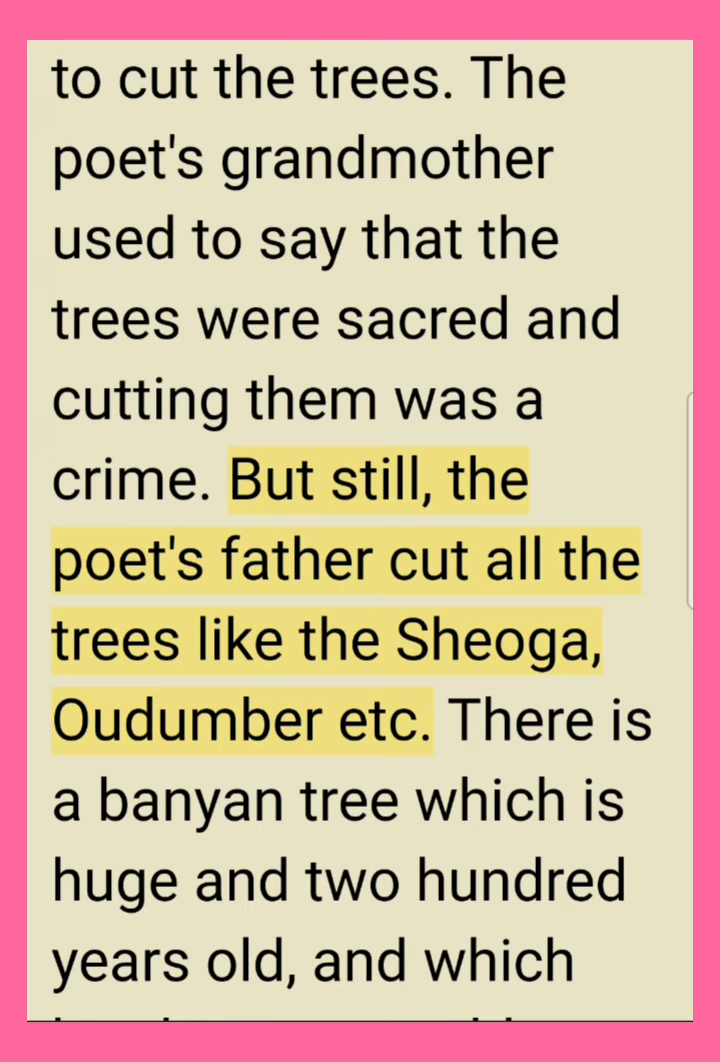 to cut the trees. The
poet's grandmother
used to say that the
trees were sacred and
cutting them was a
crime. But still, the
poet's father cut all the
trees like the Sheoga,
Oudumber etc. There is
a banyan tree which is
huge and two hundred
years old, and which